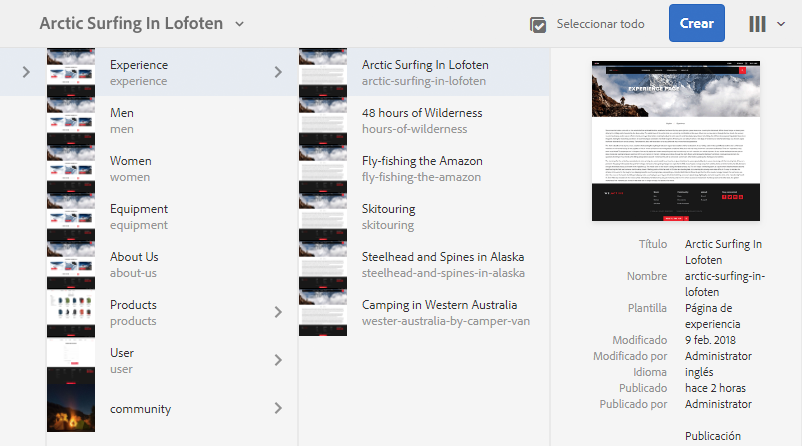 Arctic Surfing In Lofoten
Seleccionar todo
Crear
Experience
experience
Men
men
Women
women
Equipment
equipment
About Us
about-us
Products
products
User
user
community
Arctic Surfing In Lofoten
arctic-surfing-in-lofoten
48 hours of Wilderness
hours-of-wilderness
Fly-fishing the Amazon
fly-fishing-the-amazon
Skitouring
skitouring
Steelhead and Spines in Alaska
steelhead-and-spines-in-alaska
Camping in Western Australia
wester-australia-by-camper-van
EXPERIENCE PAGE
Título Arctic Surfing In
Lofoten
Nombre arctic-surfing-in-
lofoten
Plantilla Página de
experiencia
Modificado 9 feb. 2018
Modificado por Administrator
Idioma inglés
Publicado hace 2 horas
Publicado por Administrator
Publicación